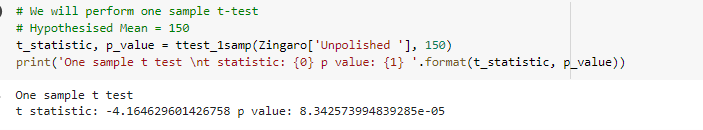 # We will perform one sample t-test
# Hypothesised Mean = 150
t_statistic, p_value = ttest_1samp(Zingaro['Unpolished '], 150)
print('One sample t test \nt statistic: {0} p value: {1} '.format(t_statistic, p_value))
One sample t test
t statistic: -4.164629601426758 p value: 8.342573994839285e-05